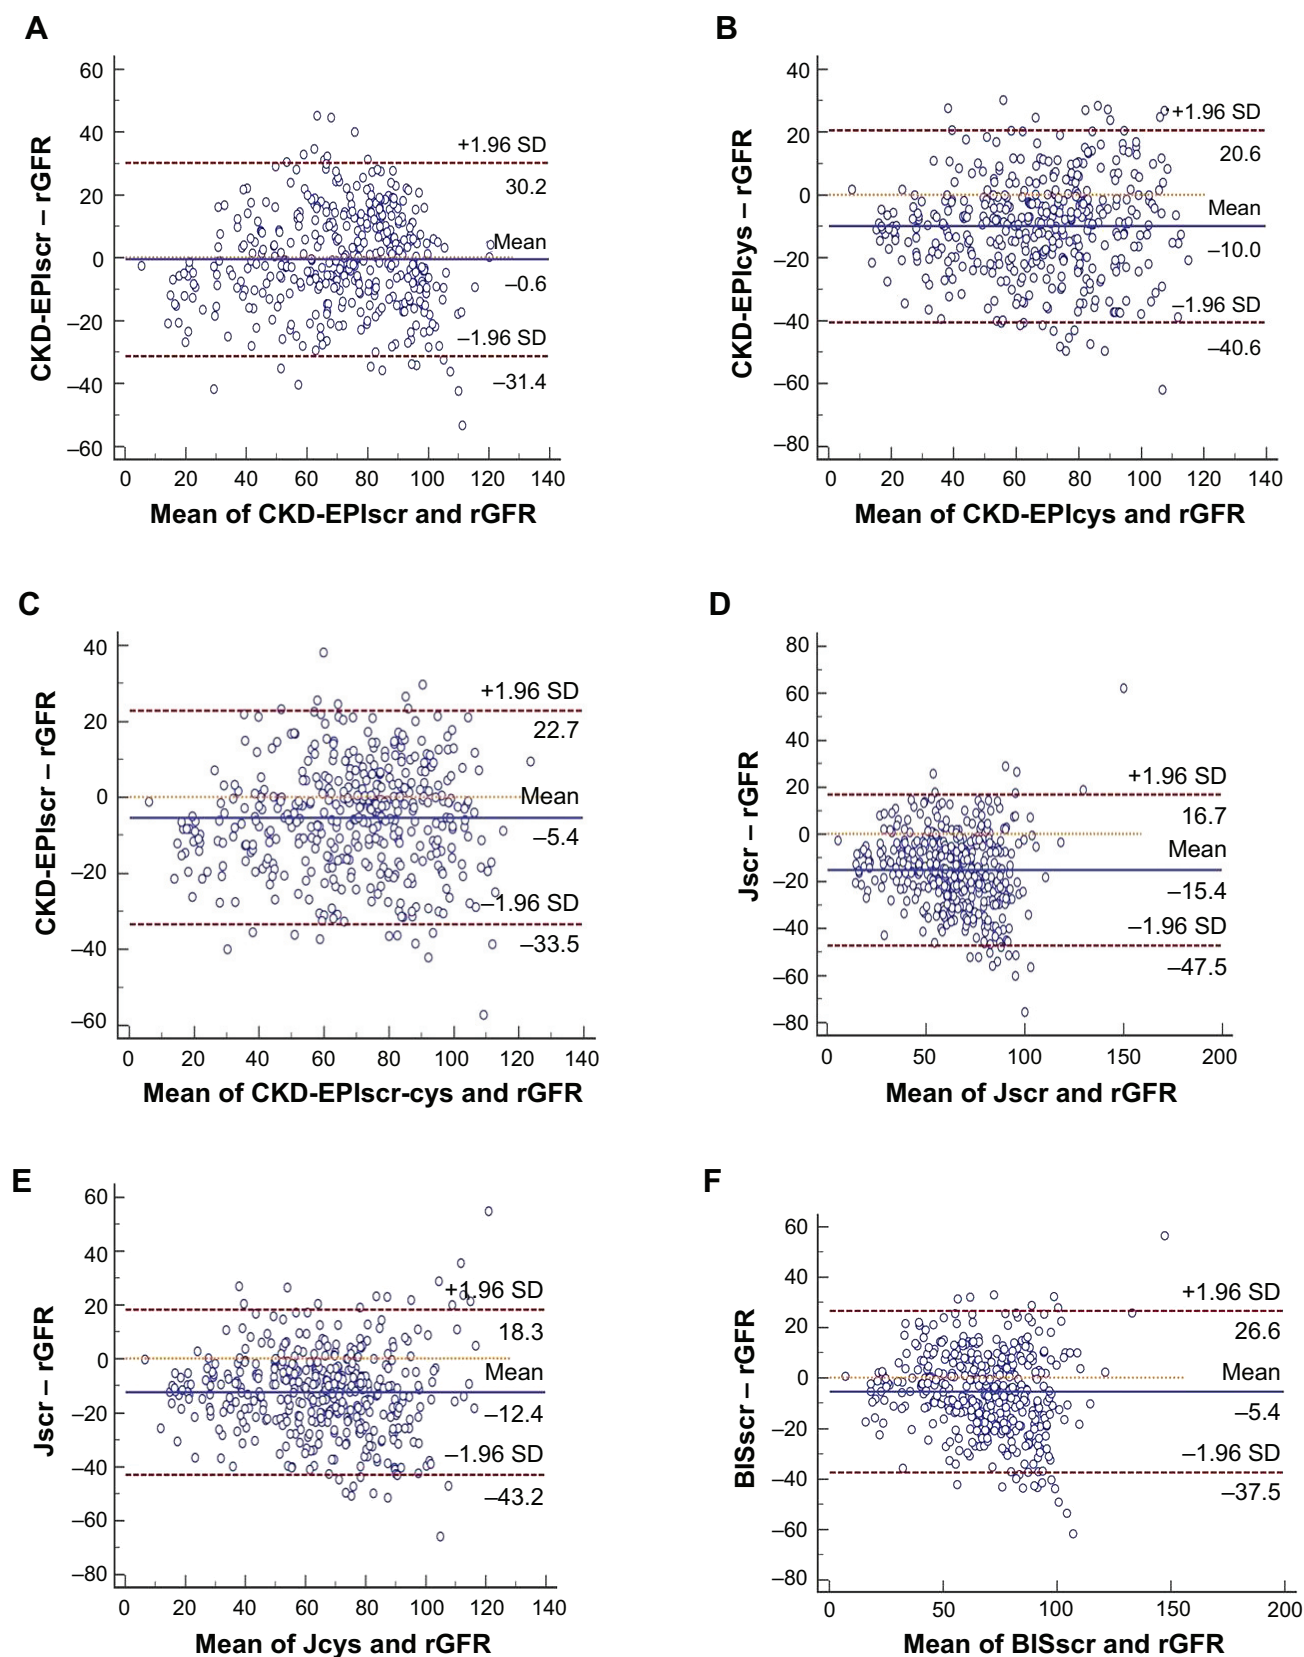 A
CKD-EPIscr – rGFR
60
40
20
0
–20
–40
–60
+1.96 SD
30.2
Mean
–0.6
–1.96 SD
–31.4
0 20 40 60 80 100 120 140
Mean of CKD-EPIscr and rGFR
B
CKD-EPIcys – rGFR
40
20
0
–20
–40
–60
–80
+1.96 SD
20.6
Mean
–10.0
–1.96 SD
–40.6
0 20 40 60 80 100 120 140
Mean of CKD-EPIcys and rGFR
C
CKD-EPIscr – rGFR
40
20
0
–20
–40
–60
+1.96 SD
22.7
Mean
–5.4
–1.96 SD
–33.5
0 20 40 60 80 100 120 140
Mean of CKD-EPIscr-cys and rGFR
D
Jscr – rGFR
80
60
40
20
0
–20
–40
–60
–80
+1.96 SD
16.7
Mean
–15.4
–1.96 SD
–47.5
0 50 100 150 200
Mean of Jscr and rGFR
E
Jscr – rGFR
60
40
20
0
–20
–40
–60
–80
+1.96 SD
18.3
Mean
–12.4
–1.96 SD
–43.2
0 20 40 60 80 100 120 140
Mean of Jcys and rGFR
F
BISscr – rGFR
60
40
20
0
–20
–40
–60
–80
+1.96 SD
26.6
Mean
–5.4
–1.96 SD
–37.5
0 50 100 150 200
Mean of BISscr and rGFR